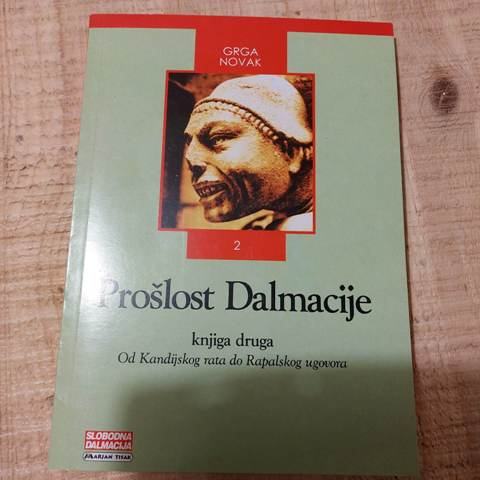 GRGA
NOVAK
2
Prošlost Dalmacije
knjiga druga
Od Kandijskog rata do Rapalskog ugovora
SLOBODNA
DALMACIJA
MARJAN TISAK